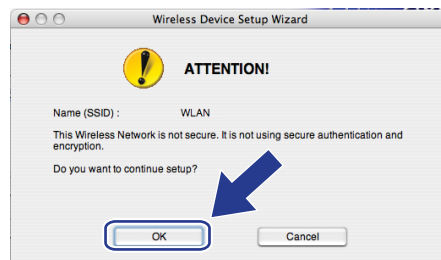 Wireless Device Setup Wizard
ATTENTION!
Name (SSID) : WLAN
This Wireless Network is not secure. It is not using secure authentication and
encryption.
Do you want to continue setup?
OK Cancel